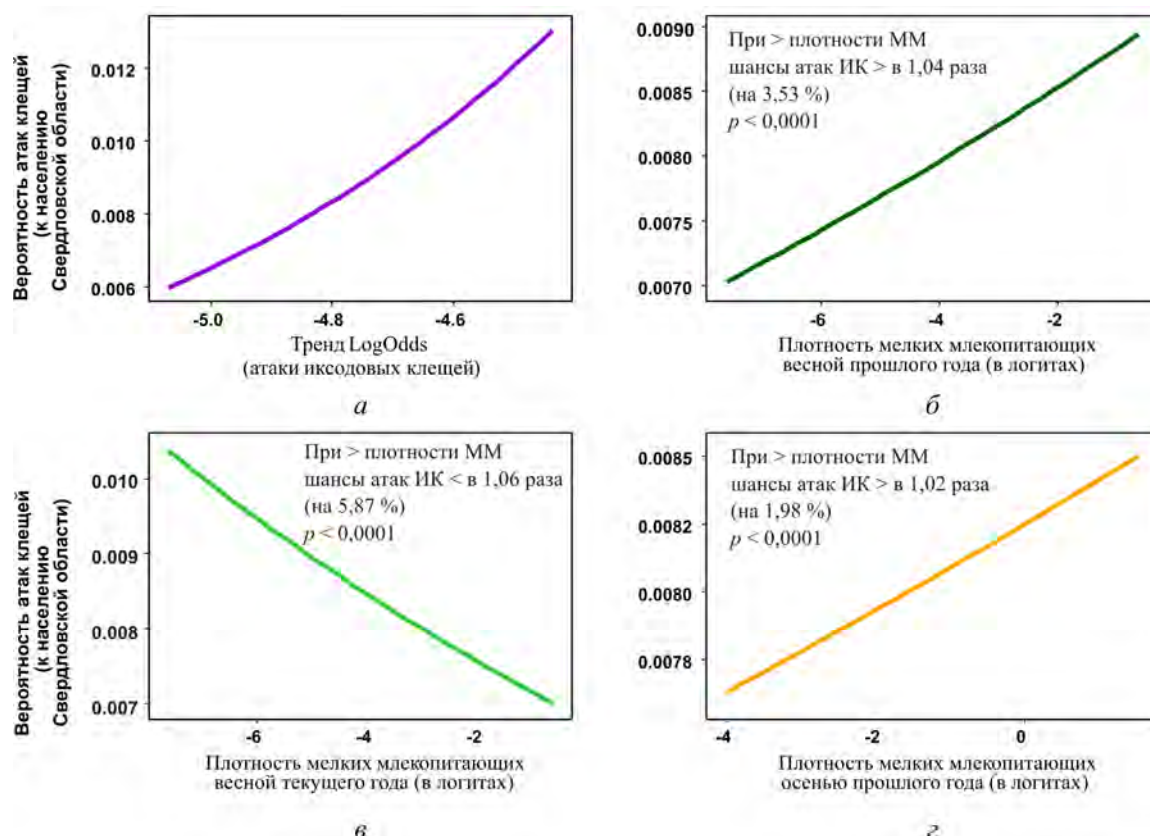 Вероятность атак клещей
(к населению
Свердловской области)
0.012
0.010
0.008
0.006
-5.0
-4.8
-4.6
Тренд LogOdds
(атаки иксодовых клещей)
а
0.0090
0.0085
0.0080
0.0075
0.0070
При > плотности ММ
шансы атак ИК > в 1,04 раза
(на 3,53 %)
p < 0,0001
-6
-4
-2
Плотность мелких млекопитающих
весной прошлого года (в логитах)
б
Вероятность атак клещей
(к населению
Свердловской области)
0.010
0.009
0.008
0.007
При > плотности ММ
шансы атак ИК < в 1,06 раза
(на 5,87 %)
p < 0,0001
-6
-4
-2
Плотность мелких млекопитающих
весной текущего года (в логитах)
в
0.0085
0.0082
0.0080
0.0078
При > плотности ММ
шансы атак ИК > в 1,02 раза
(на 1,98 %)
p < 0,0001
-4
-2
0
Плотность мелких млекопитающих
осенью прошлого года (в логитах)
г